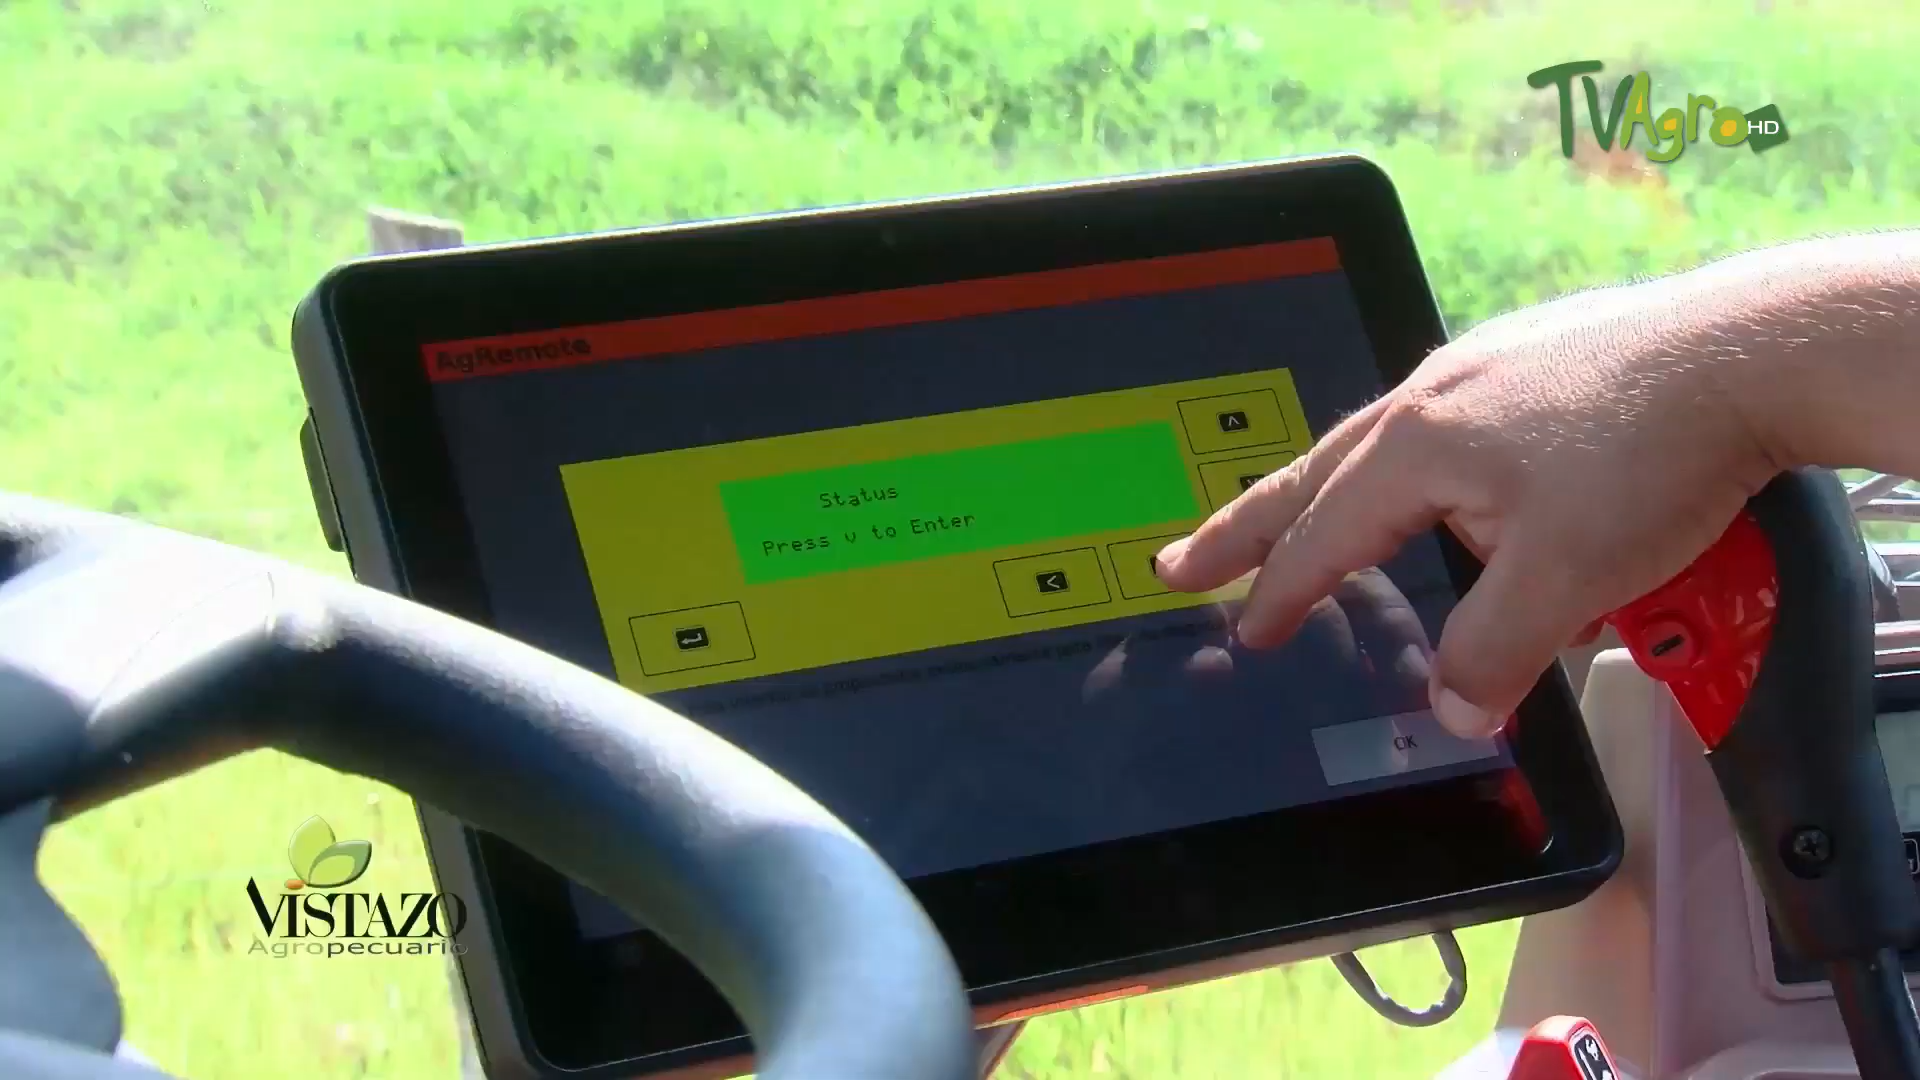 TVAgro HD
AgRemote
Status
Press v to Enter
OK
VISTAZO
Agropecuario